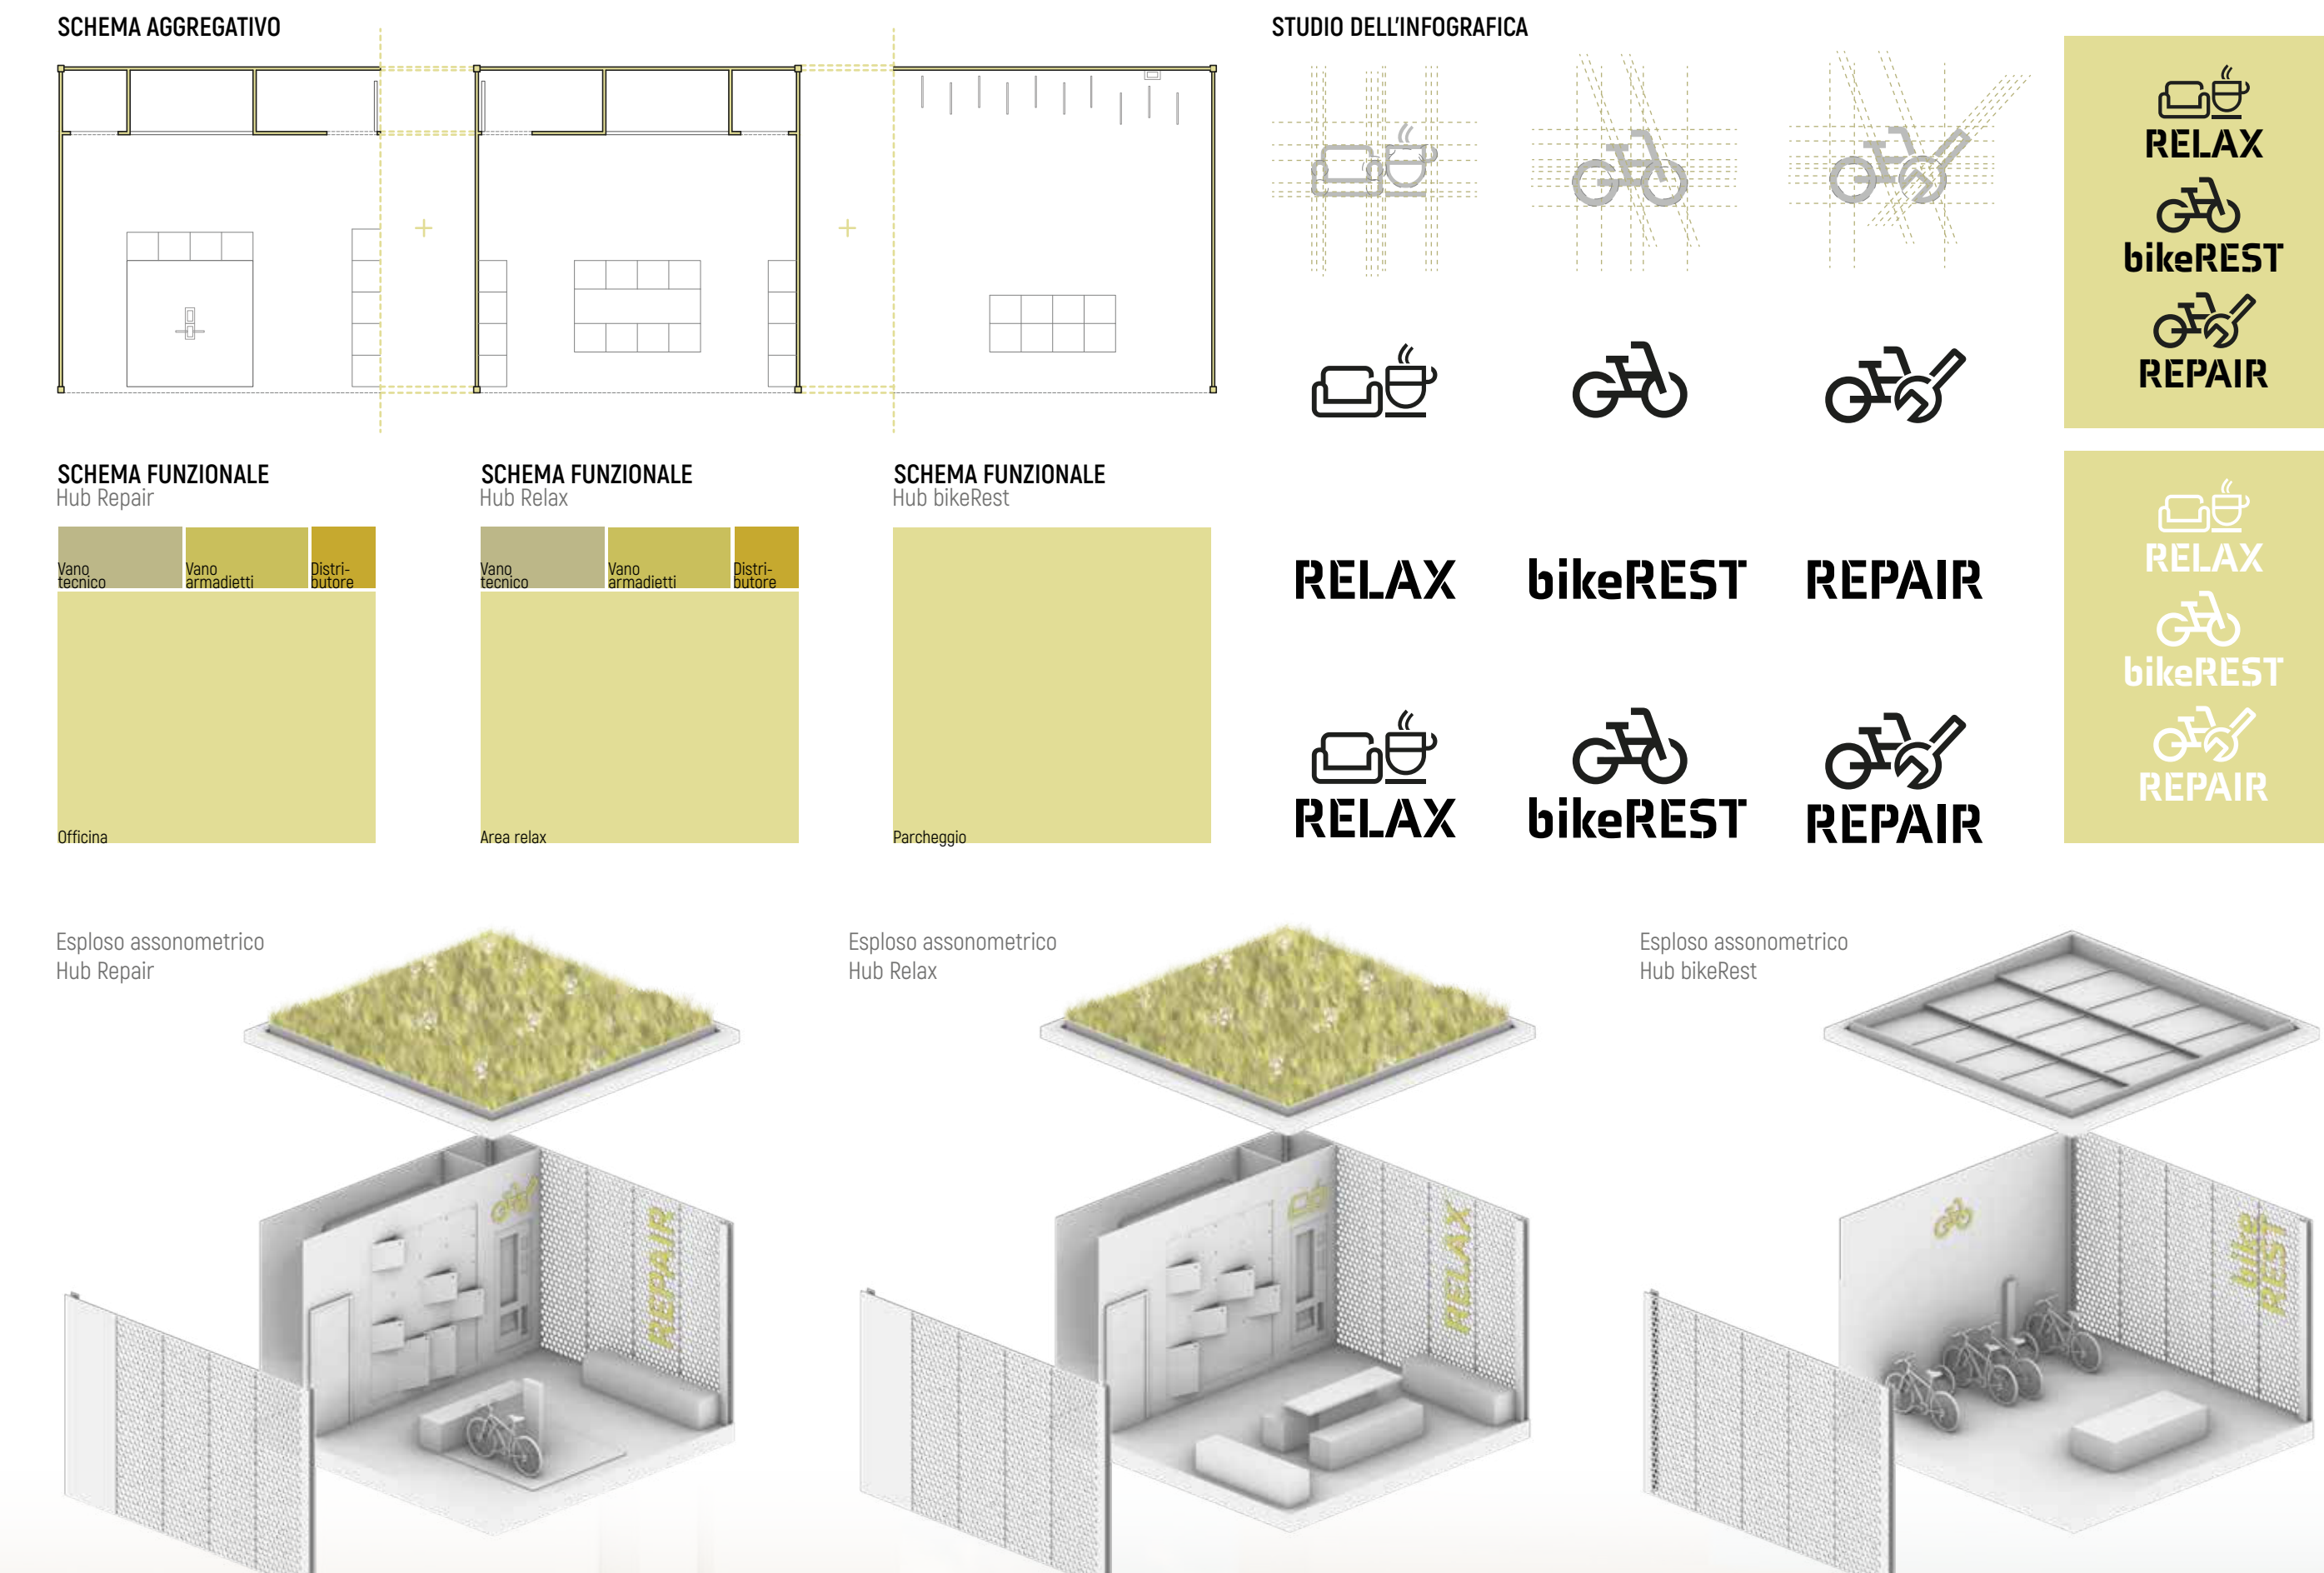 SCHEMA AGGREGATIVO
STUDIO DELL'INFOGRAFICA
RELAX
bikeREST
REPAIR
SCHEMA FUNZIONALE
Hub Repair
Vano
tecnico
Vano
armadietti
Distri-
butore
Officina
SCHEMA FUNZIONALE
Hub Relax
Vano
tecnico
Vano
armadietti
Distri-
butore
Area relax
SCHEMA FUNZIONALE
Hub bikeRest
Parcheggio
RELAX
bikeREST
REPAIR
RELAX
bikeREST
REPAIR
RELAX
bikeREST
REPAIR
Esploso assonometrico
Hub Repair
REPAIR
Esploso assonometrico
Hub Relax
RELAX
Esploso assonometrico
Hub bikeRest
bike
REST